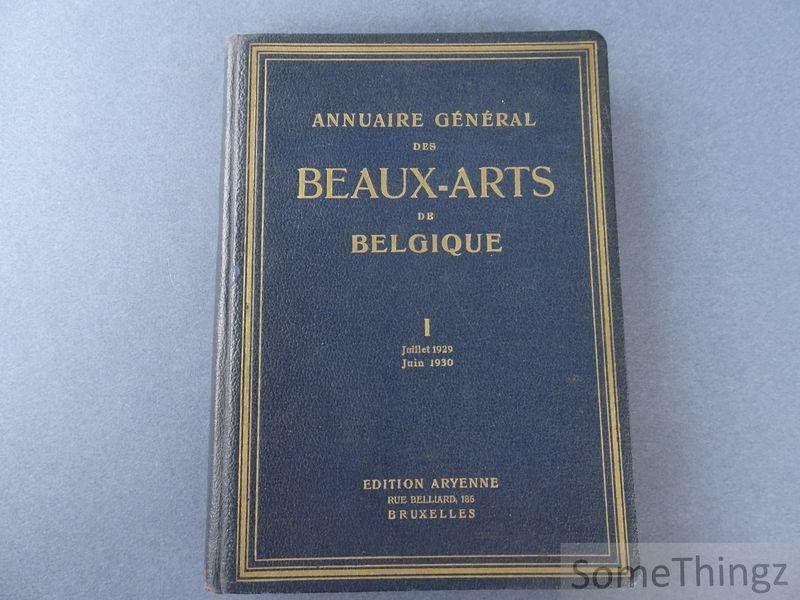 ANNUAIRE GÉNÉRAL
DES
BEAUX-ARTS
DE
BELGIQUE
I
Juillet 1929
Juin 1930
EDITION ARYENNE
RUE BELLIARD, 186
BRUXELLES
SomeThingz